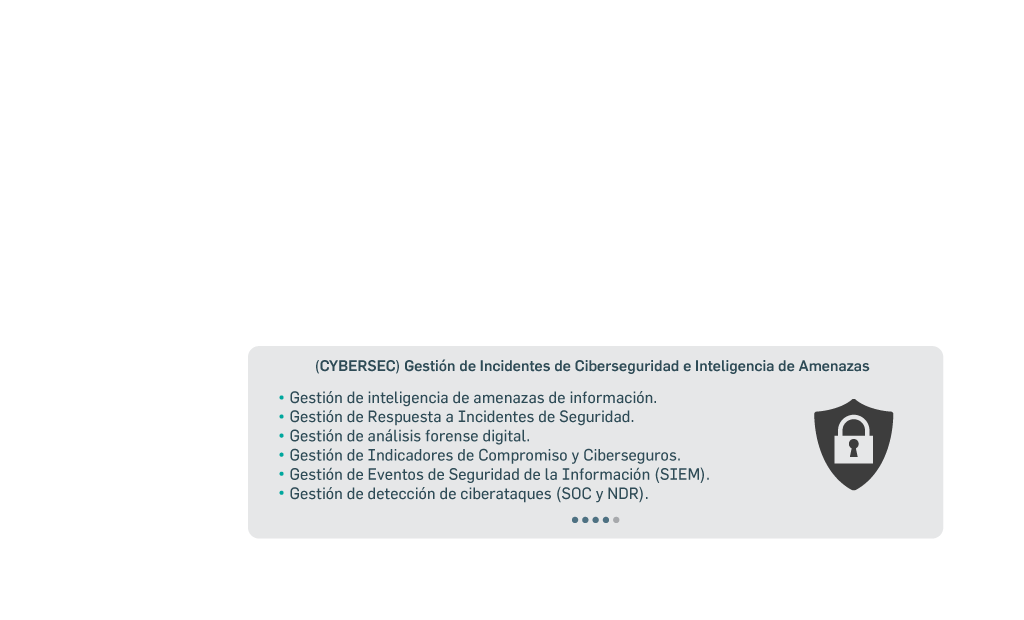 (CYBERSEC) Gestión de Incidentes de Ciberseguridad e Inteligencia de Amenazas
• Gestión de inteligencia de amenazas de información.
• Gestión de Respuesta a Incidentes de Seguridad.
• Gestión de análisis forense digital.
• Gestión de Indicadores de Compromiso y Ciberseguros.
• Gestión de Eventos de Seguridad de la Información (SIEM).
• Gestión de detección de ciberataques (SOC y NDR).